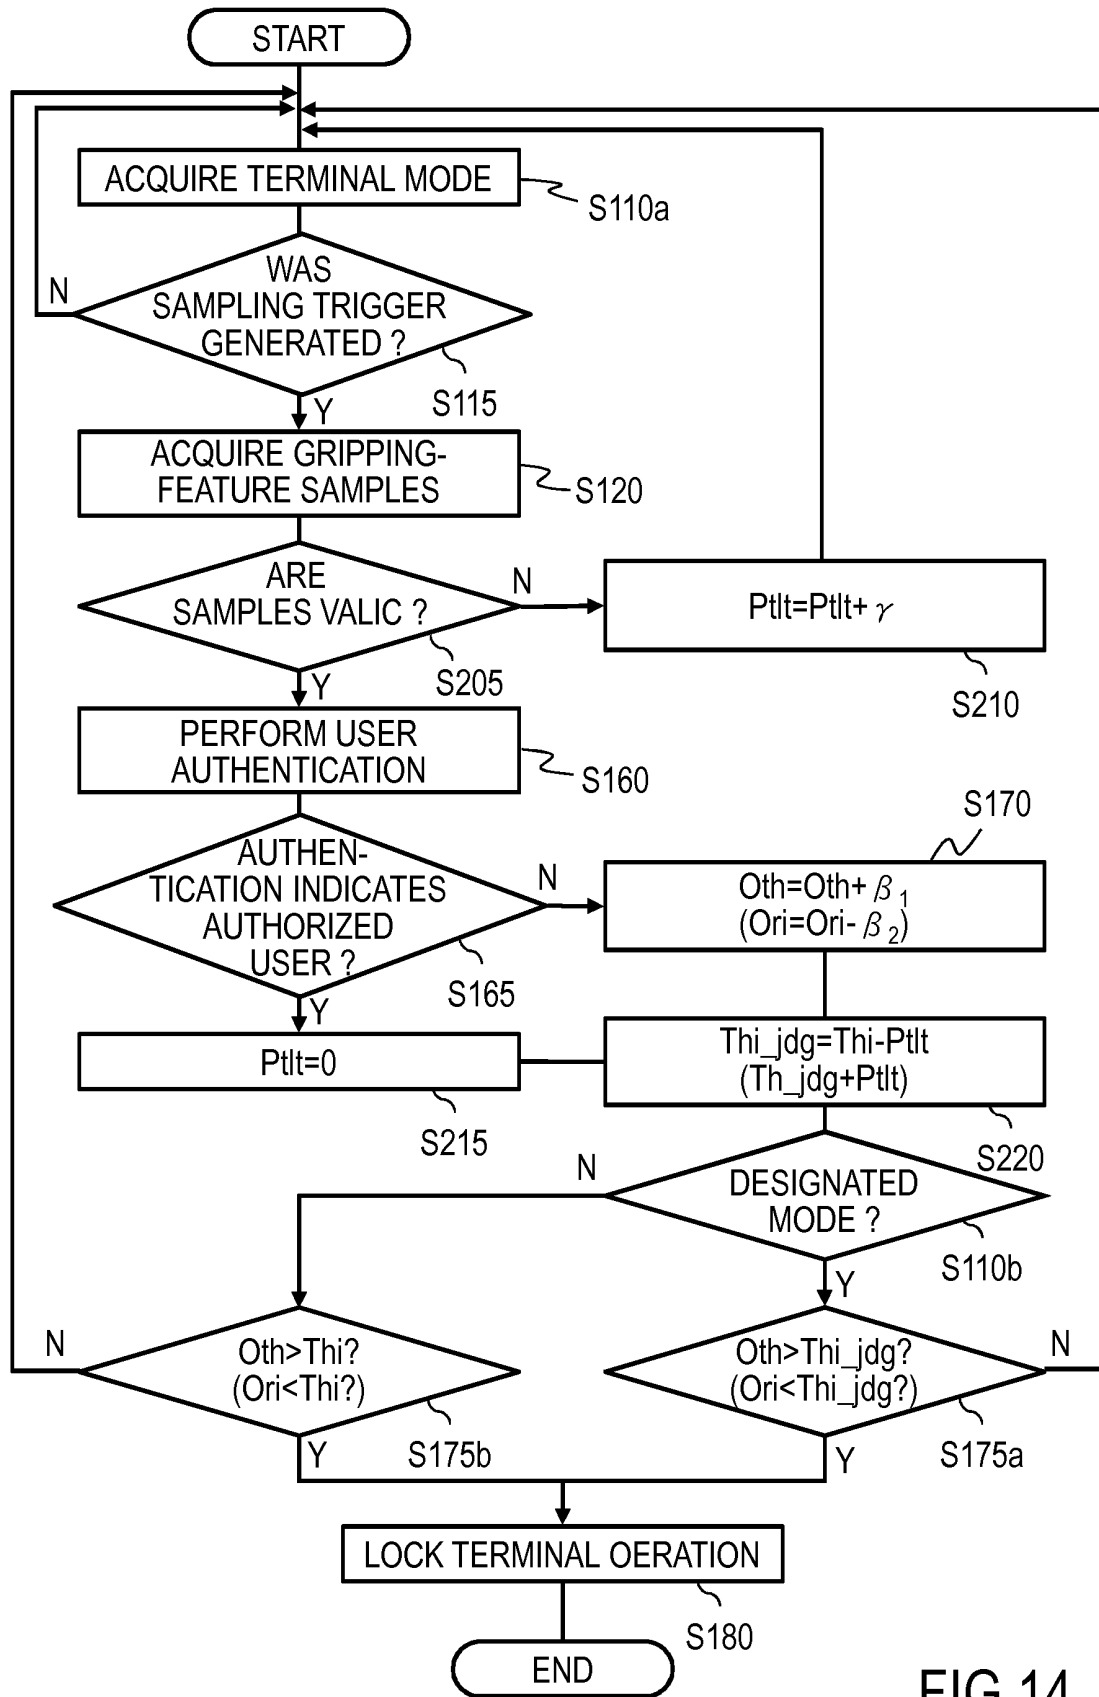 START
ACQUIRE TERMINAL MODE
S110a
WAS
SAMPLING TRIGGER
GENERATED ?
N
S115
Y
ACQUIRE GRIPPING-
FEATURE SAMPLES
S120
ARE
SAMPLES VALIC ?
N
S205
Y
Ptlt=Ptlt+ γ
S210
PERFORM USER
AUTHENTICATION
S160
AUTHEN-
TICATION INDICATES
AUTHORIZED
USER ?
N
S165
Y
S170
Oth=Oth+ β1
(Ori=Ori- β2)
Ptlt=0
S215
Thi_jdg=Thi-Ptlt
(Th_jdg+Ptlt)
S220
DESIGNATED
MODE ?
N
S110b
Y
Oth>Thi?
(Ori<Thi?)
N
S175b
Y
Oth>Thi_jdg?
(Ori<Thi_jdg?)
N
S175a
Y
LOCK TERMINAL OERATION
S180
END
FIG.14